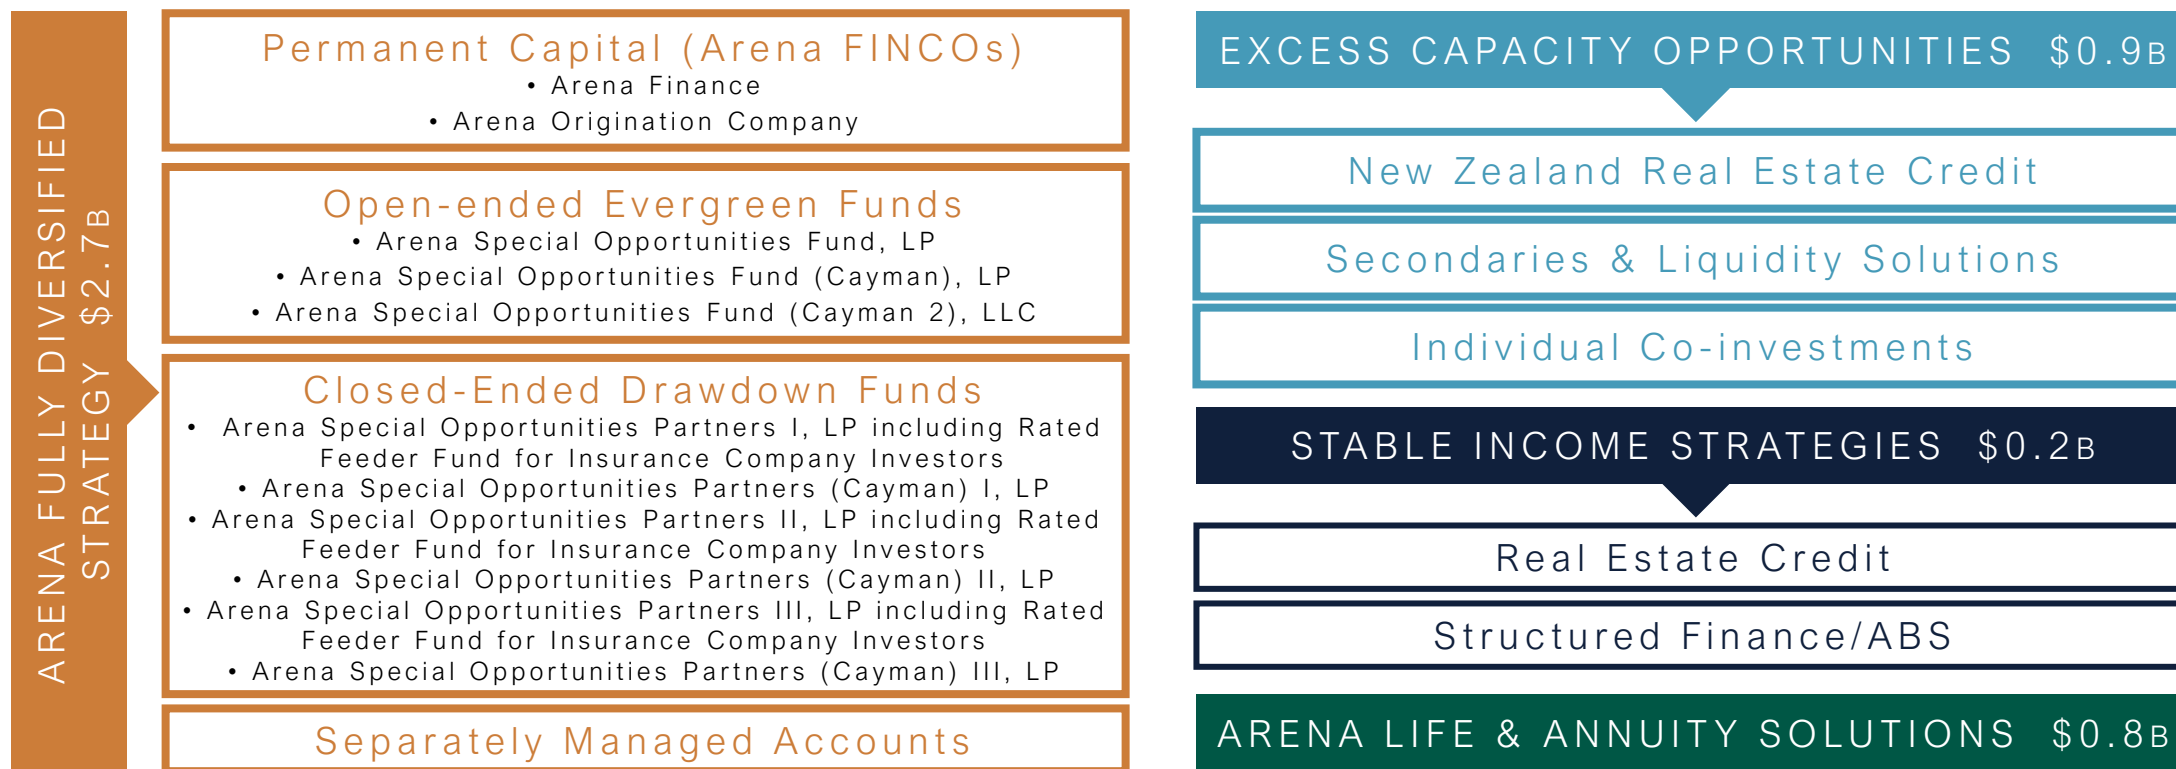 ARENA FULLY DIVERSIFIED
STRATEGY $2.7B
Permanent Capital (Arena FINCOs)
• Arena Finance
• Arena Origination Company
Open-ended Evergreen Funds
• Arena Special Opportunities Fund, LP
• Arena Special Opportunities Fund (Cayman), LP
• Arena Special Opportunities Fund (Cayman 2), LLC
Closed-Ended Drawdown Funds
• Arena Special Opportunities Partners I, LP including Rated
Feeder Fund for Insurance Company Investors
• Arena Special Opportunities Partners (Cayman) I, LP
• Arena Special Opportunities Partners II, LP including Rated
Feeder Fund for Insurance Company Investors
• Arena Special Opportunities Partners (Cayman) II, LP
• Arena Special Opportunities Partners III, LP including Rated
Feeder Fund for Insurance Company Investors
• Arena Special Opportunities Partners (Cayman) III, LP
Separately Managed Accounts
EXCESS CAPACITY OPPORTUNITIES $0.9B
New Zealand Real Estate Credit
Secondaries & Liquidity Solutions
Individual Co-investments
STABLE INCOME STRATEGIES $0.2B
Real Estate Credit
Structured Finance/ABS
ARENA LIFE & ANNUITY SOLUTIONS $0.8B